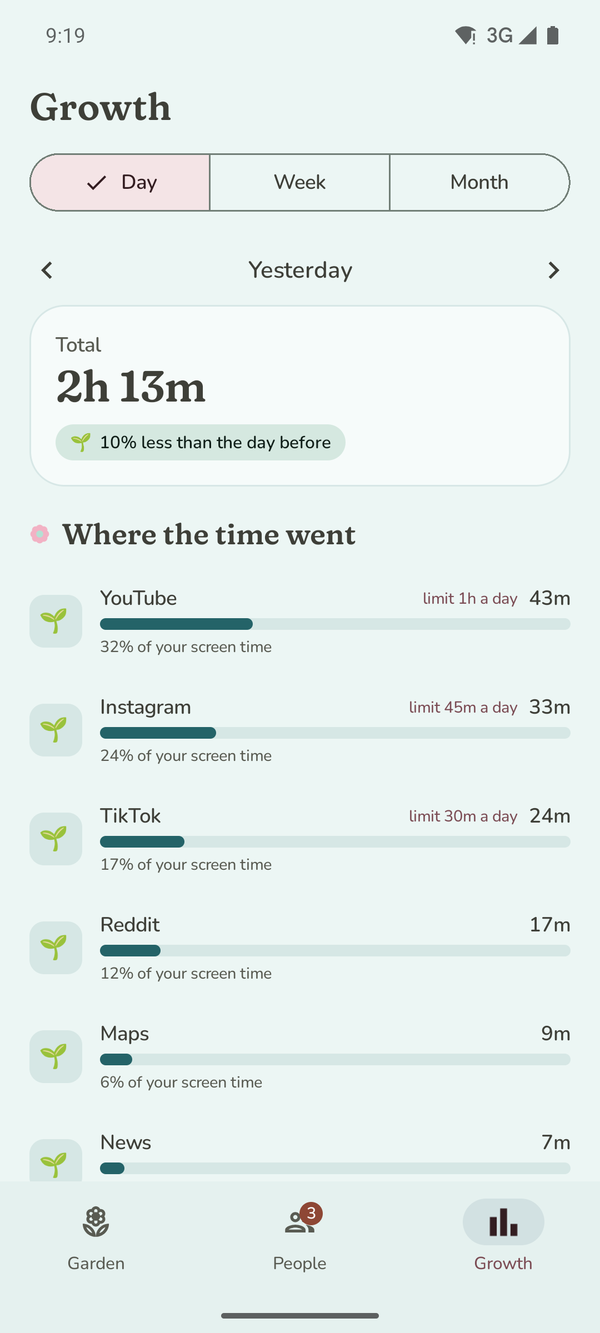 9:19
3G
Growth
Day
Week
Month
Yesterday
Total
2h 13m
10% less than the day before
Where the time went
YouTube
limit 1h a day
43m
32% of your screen time
Instagram
limit 45m a day
33m
24% of your screen time
TikTok
limit 30m a day
24m
17% of your screen time
Reddit
17m
12% of your screen time
Maps
9m
6% of your screen time
News
7m
3
Garden
People
Growth